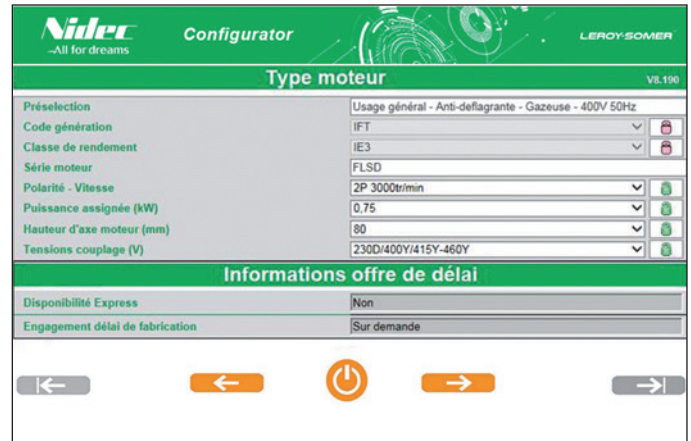 Nidec
-All for dreams
Configurator
LEROY-SOMER
Type moteur
V8.190
Préselection
Usage général - Anti-deflagrante - Gazeuse - 400V 50Hz
Code génération
IFT
Classe de rendement
IE3
Série moteur
FLSD
Polarité - Vitesse
2P 3000tr/min
Puissance assignée (kW)
0,75
Hauteur d'axe moteur (mm)
80
Tensions couplage (V)
230D/400Y/415Y-460Y
Informations offre de délai
Disponibilité Express
Non
Engagement délai de fabrication
Sur demande